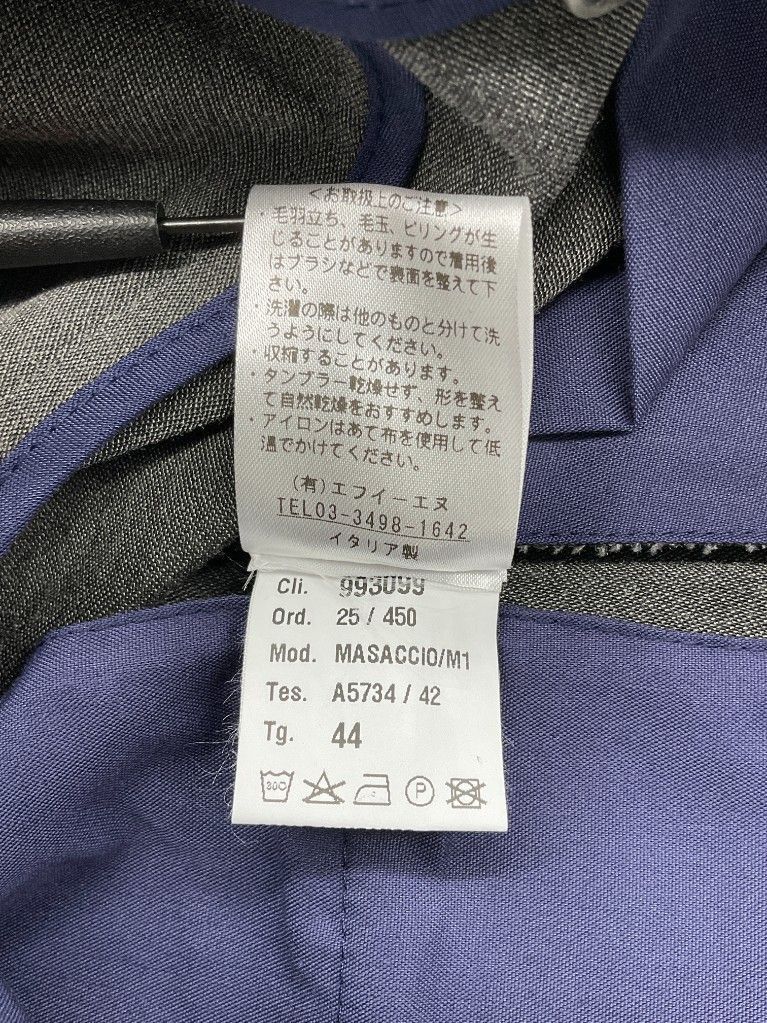 <お取扱上のご注意>
・毛羽立ち、毛玉、ピリングが生
じることがありますので着用後
はブラシなどで表面を整えて下
さい。
・洗濯の際は他のものと分けて洗
うようにしてください。
・収縮することがあります。
・タンブラー乾燥せず、形を整え
て自然乾燥をおすすめします。
・アイロンはあて布を使用して低
温でかけてください。
(有)エフイーエヌ
TEL03-3498-1642
イタリア製
Cli. 993099
Ord. 25 / 450
Mod. MASACCIO/M1
Tes. A5734 / 42
Tg. 44
30C
P